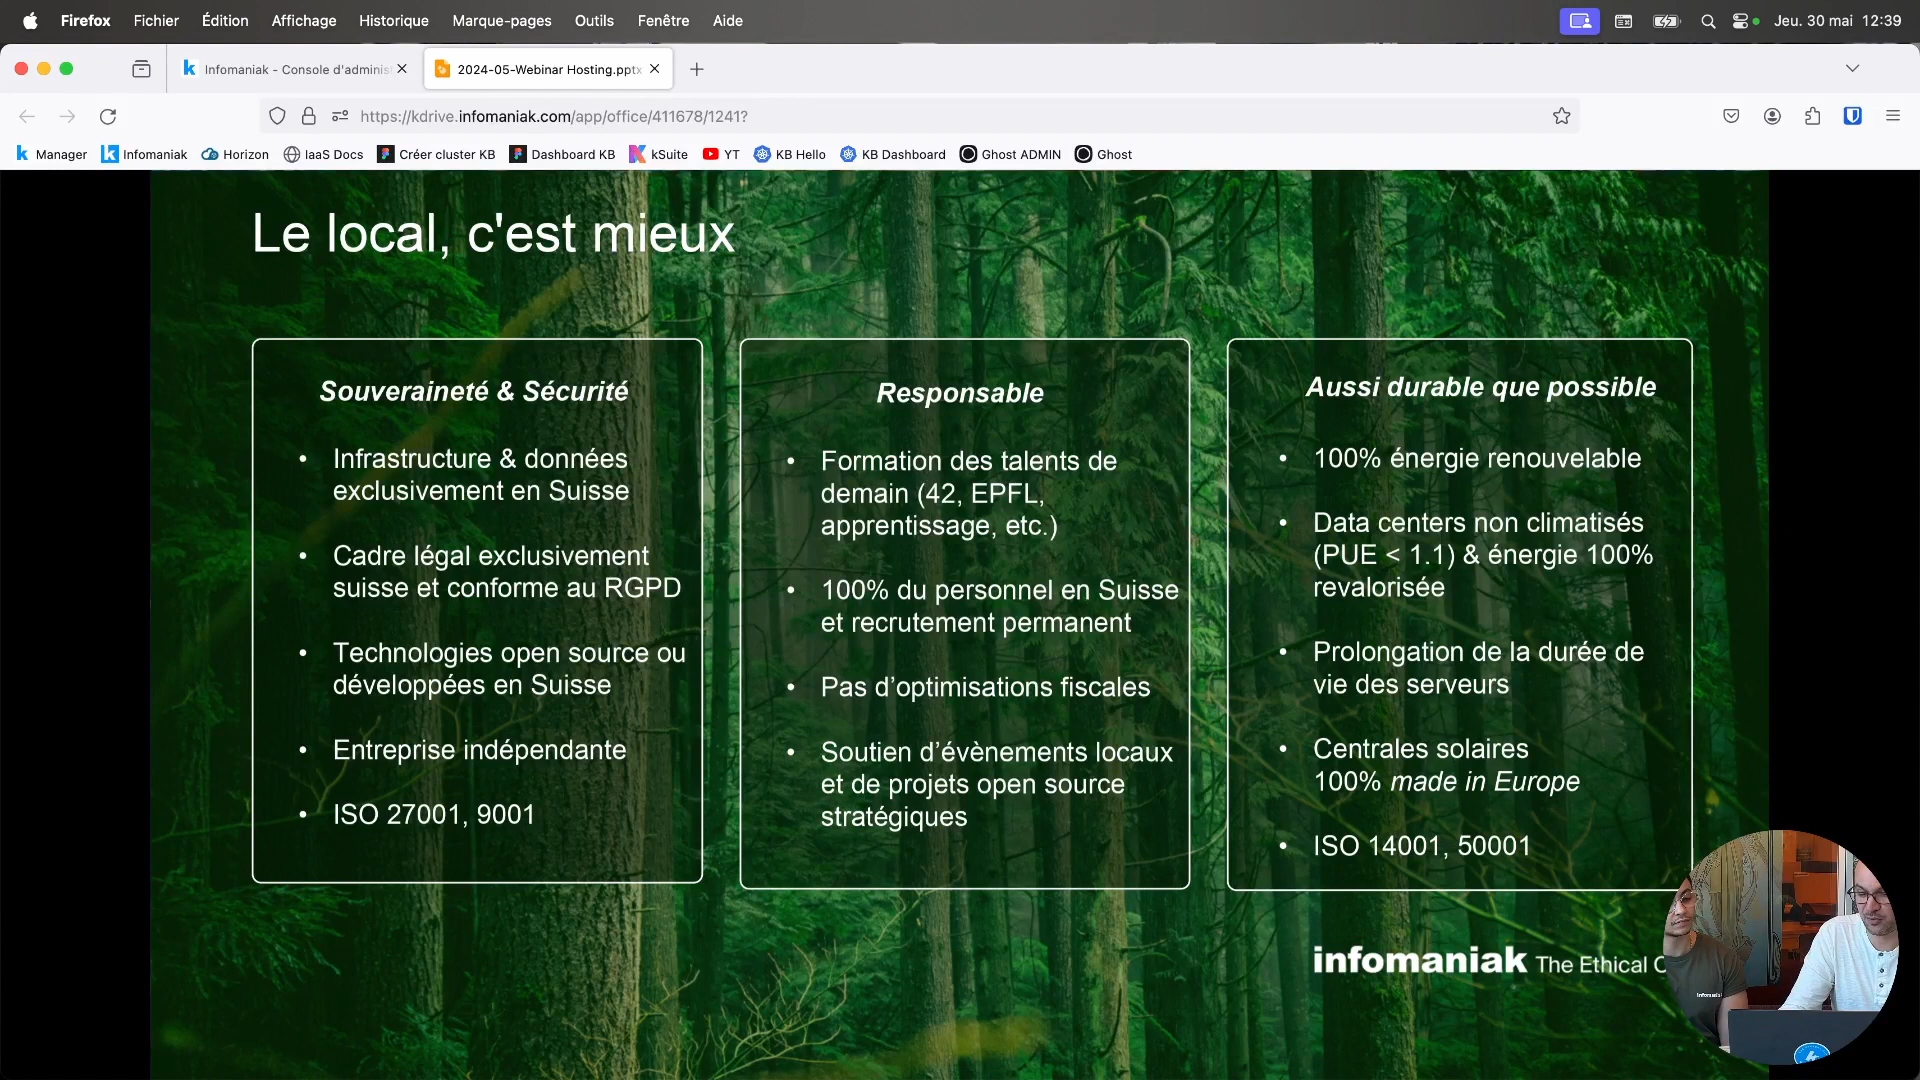 Firefox Fichier Édition Affichage Historique Marque-pages Outils Fenêtre Aide Jeu. 30 mai 12:39
Infomaniak - Console d'adminis 2024-05-Webinar Hosting.pptx
https://kdrive.infomaniak.com/app/office/411678/1241?
Manager Infomaniak Horizon IaaS Docs Créer cluster KB Dashboard KB kSuite YT KB Hello KB Dashboard Ghost ADMIN Ghost
Le local, c'est mieux
Souveraineté & Sécurité
• Infrastructure & données
exclusivement en Suisse
• Cadre légal exclusivement
suisse et conforme au RGPD
• Technologies open source ou
développées en Suisse
• Entreprise indépendante
• ISO 27001, 9001
Responsable
• Formation des talents de
demain (42, EPFL,
apprentissage, etc.)
• 100% du personnel en Suisse
et recrutement permanent
• Pas d’optimisations fiscales
• Soutien d’évènements locaux
et de projets open source
stratégiques
Aussi durable que possible
• 100% énergie renouvelable
• Data centers non climatisés
(PUE < 1.1) & énergie 100%
revalorisée
• Prolongation de la durée de
vie des serveurs
• Centrales solaires
100% made in Europe
• ISO 14001, 50001
infomaniak The Ethical C